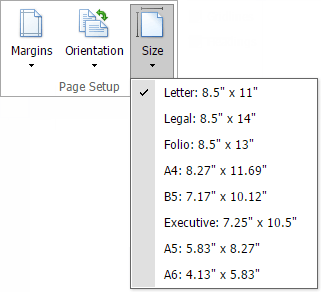 Margins Orientation Size
Page Setup
Letter: 8.5" x 11"
Legal: 8.5" x 14"
Folio: 8.5" x 13"
A4: 8.27" x 11.69"
B5: 7.17" x 10.12"
Executive: 7.25" x 10.5"
A5: 5.83" x 8.27"
A6: 4.13" x 5.83"